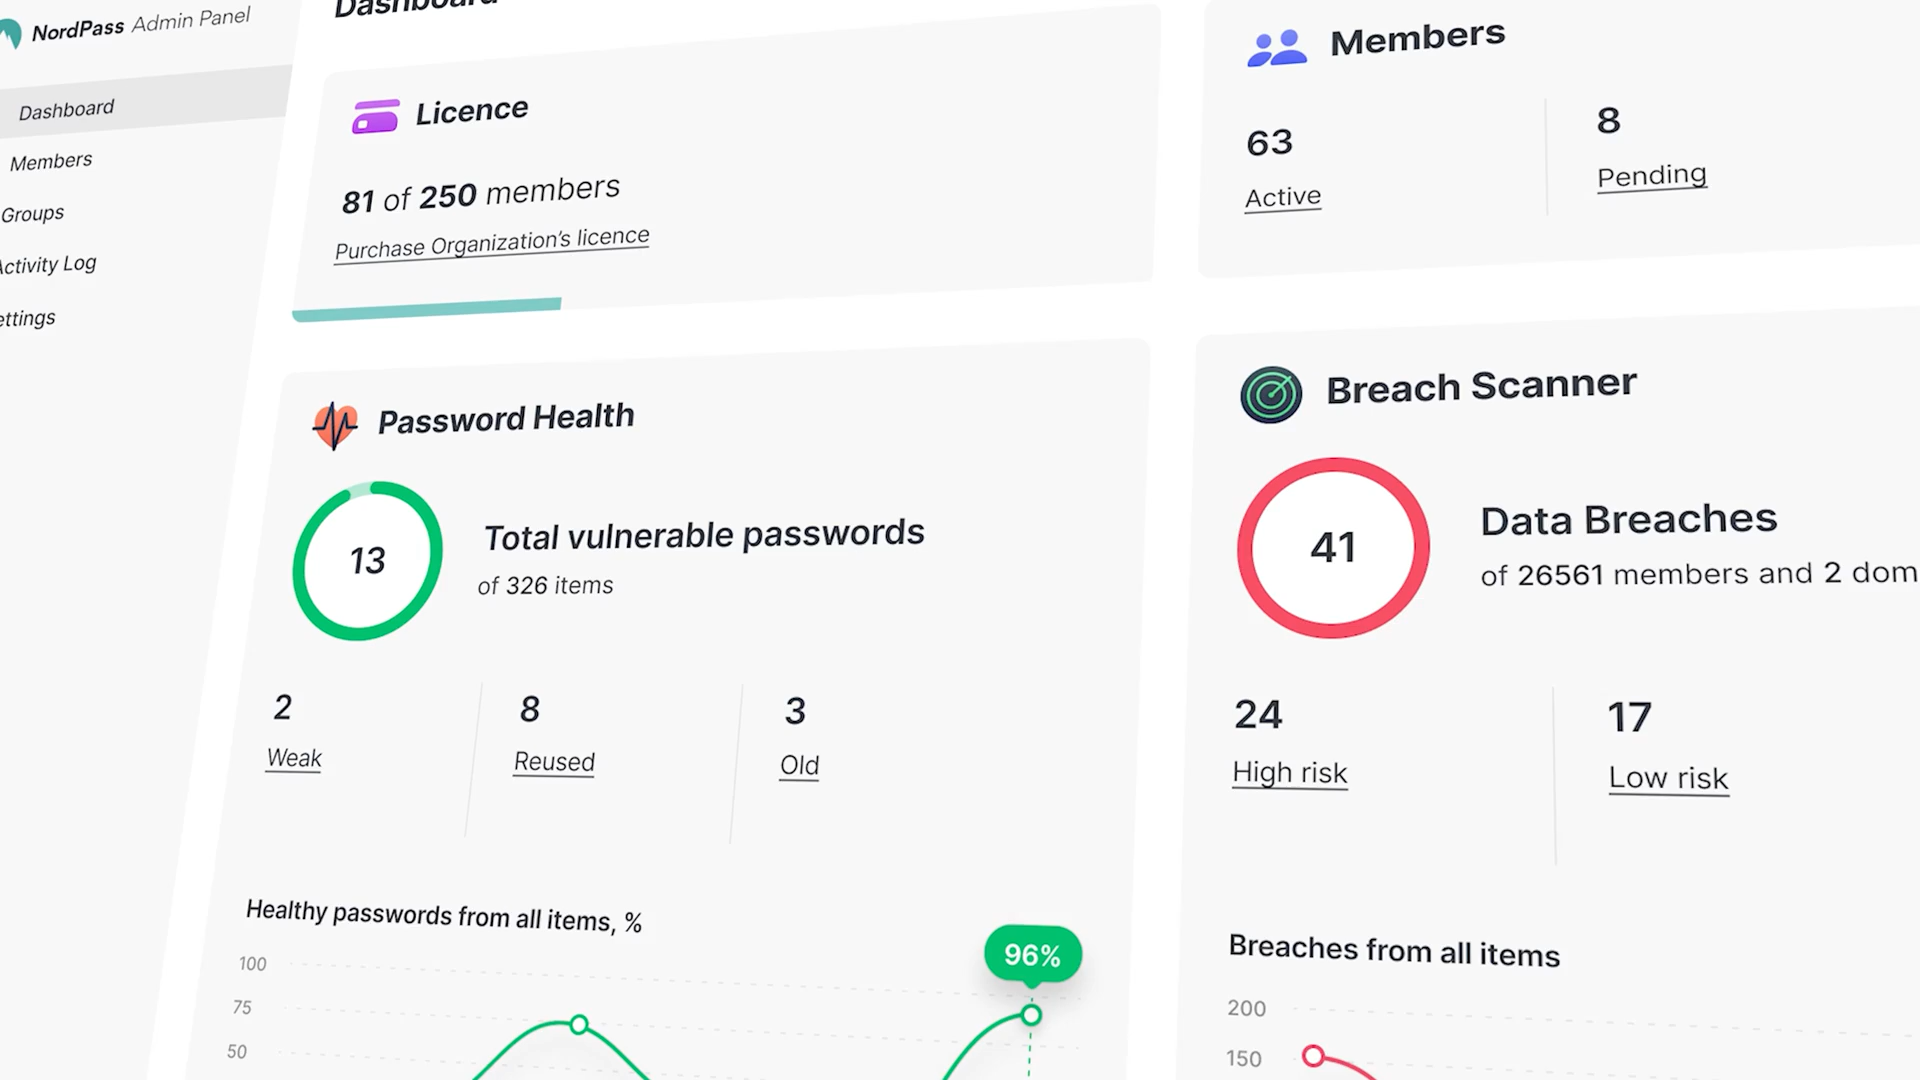 NordPass Admin Panel
Dashboard
Members
Groups
Activity Log
ettings
Dashboard
Licence
81 of 250 members
Purchase Organization's licence
Members
63
Active
8
Pending
Password Health
13
Total vulnerable passwords
of 326 items
2
Weak
8
Reused
3
Old
Healthy passwords from all items, %
96%
100
75
50
Breach Scanner
41
Data Breaches
of 26561 members and 2 dom
24
High risk
17
Low risk
Breaches from all items
200
150